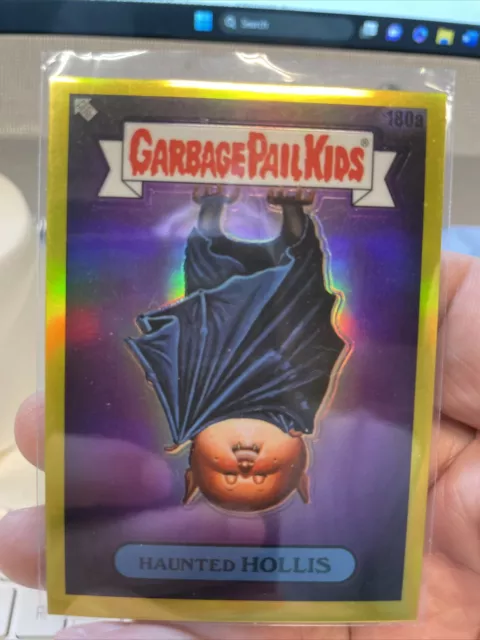 Search
180a
GARBAGE PAIL KIDS®
HAUNTED HOLLIS
R